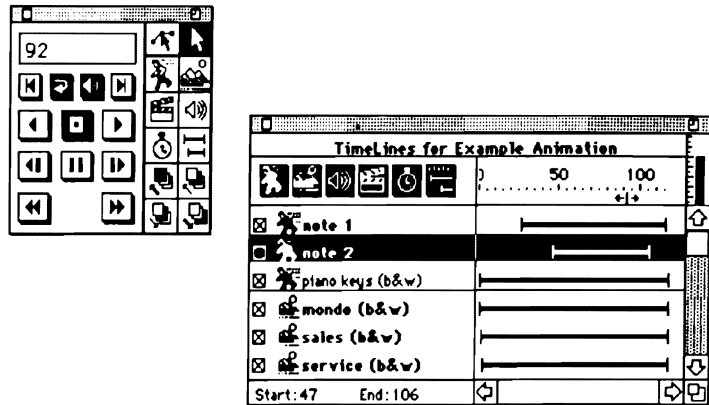 92
TimeLines for Example Animation
50 100
note 1
note 2
piano keys (b&w)
mondo (b&w)
sales (b&w)
service (b&w)
Start:47 End:106